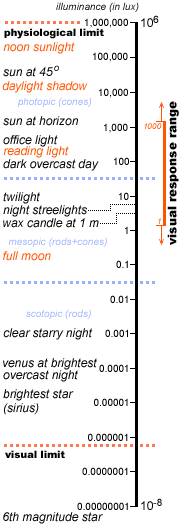 illuminance (in lux)
1,000,000 10⁶
physiological limit
noon sunlight
100,000
sun at 45°
daylight shadow
10,000
photopic (cones)
sun at horizon
1,000
1000
office light
reading light
100
dark overcast day
visual response range
twilight
10
night streelights
wax candle at 1 m
1
1
mesopic (rods+cones)
full moon
0.1
0.01
scotopic (rods)
clear starry night
0.001
venus at brightest
0.0001
overcast night
brightest star
0.00001
(sirius)
0.000001
visual limit
0.0000001
0.00000001 10⁻⁸
6th magnitude star